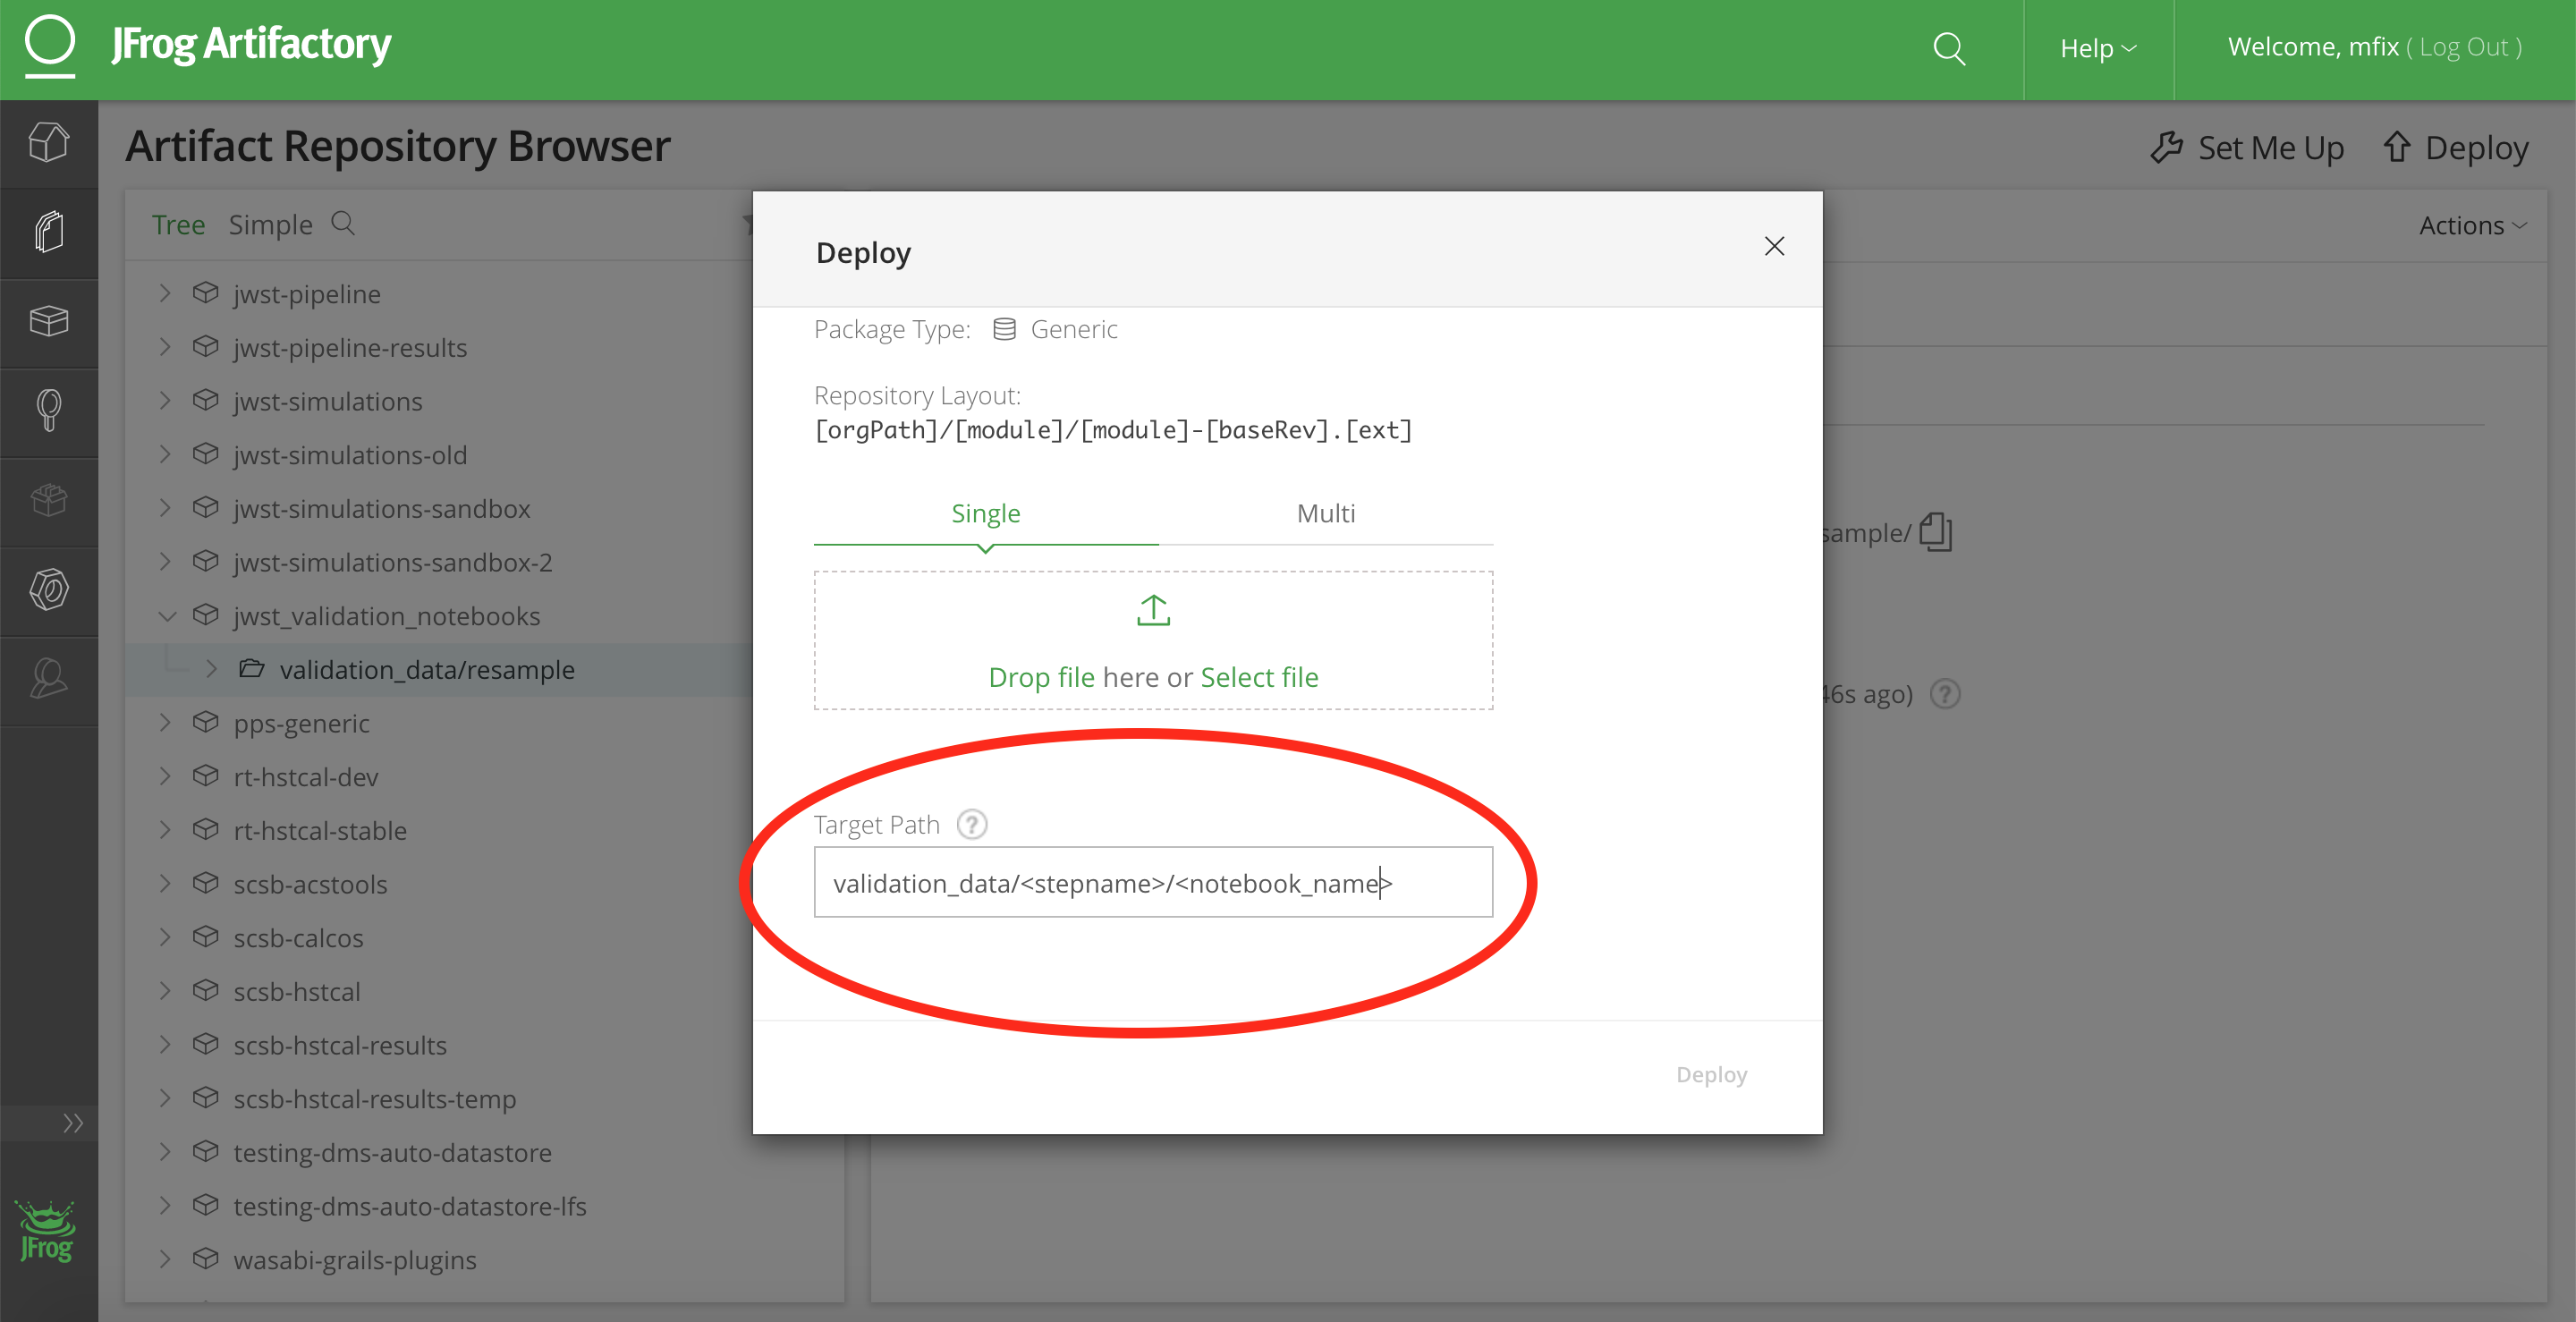 JFrog Artifactory
Help
Welcome, mfix ( Log Out )
Artifact Repository Browser
Set Me Up
Deploy
Tree
Simple
Actions
jwst-pipeline
jwst-pipeline-results
jwst-simulations
jwst-simulations-old
jwst-simulations-sandbox
jwst-simulations-sandbox-2
jwst_validation_notebooks
validation_data/resample
pps-generic
rt-hstcal-dev
rt-hstcal-stable
scsb-acstools
scsb-calcos
scsb-hstcal
scsb-hstcal-results
scsb-hstcal-results-temp
testing-dms-auto-datastore
testing-dms-auto-datastore-lfs
wasabi-grails-plugins
JFrog
Deploy
Package Type: Generic
Repository Layout:
[orgPath]/[module]/[module]-[baseRev].[ext]
Single
Multi
Drop file here or Select file
Target Path ?
validation_data/<stepname>/<notebook_name>
Deploy
sample/
46s ago) ?